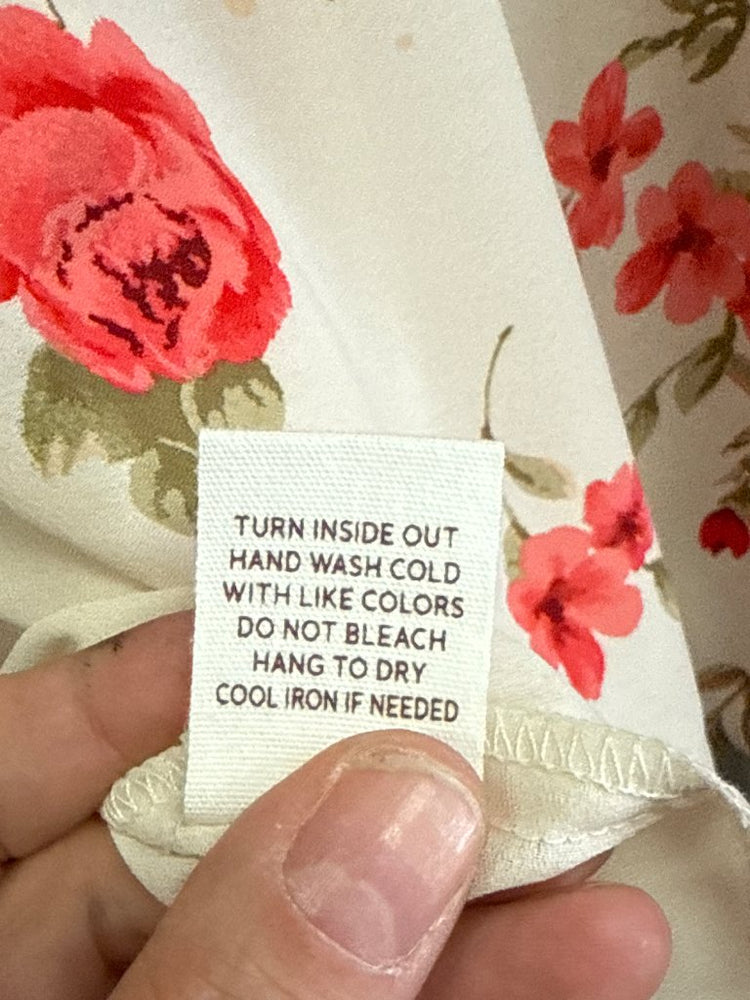 TURN INSIDE OUT
HAND WASH COLD
WITH LIKE COLORS
DO NOT BLEACH
HANG TO DRY
COOL IRON IF NEEDED